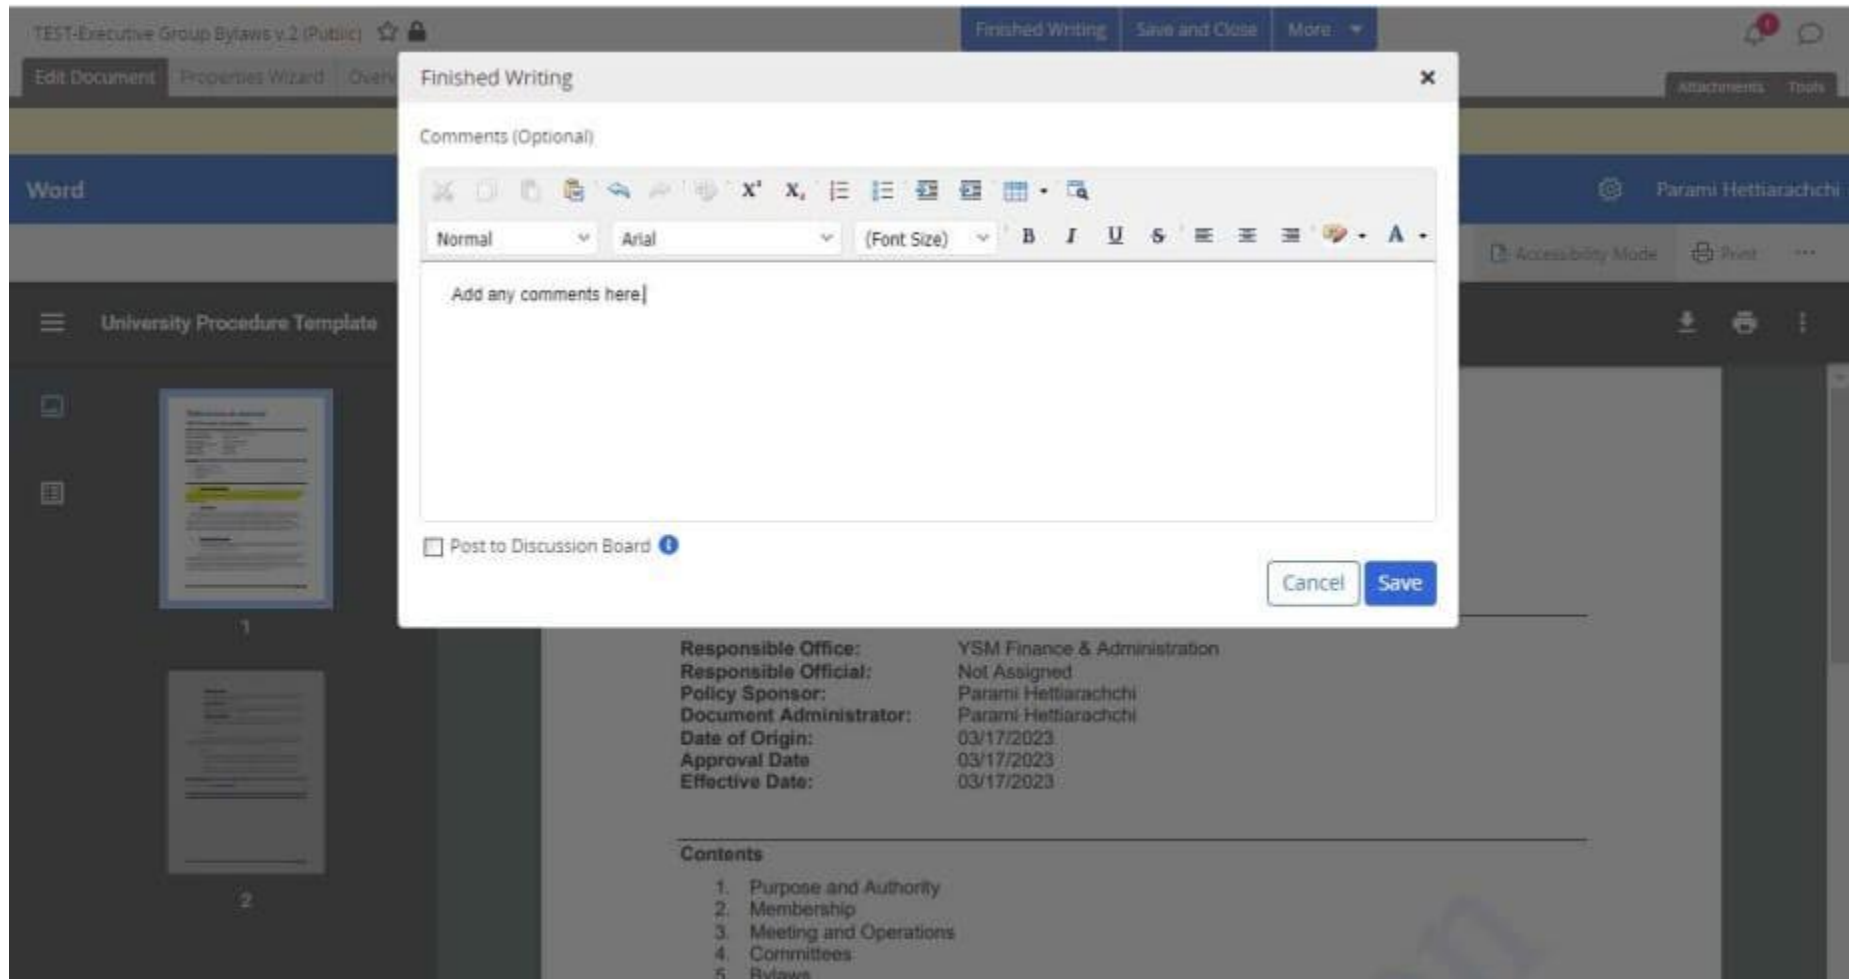 TEST-Executive Group Bylaws v.2 (Public)
Finished Writing Save and Close More
1
Edit Document Properties Wizard Overv
Attachments Tools
Finished Writing
Comments (Optional)
Word
Parami Hettiarachchi
Normal Arial (Font Size) B I U S A
Accessibility Mode Print
Add any comments here.
University Procedure Template
Post to Discussion Board
Cancel Save
1
Responsible Office: YSM Finance & Administration
Responsible Official: Not Assigned
Policy Sponsor: Parami Hettiarachchi
Document Administrator: Parami Hettiarachchi
Date of Origin: 03/17/2023
Approval Date 03/17/2023
Effective Date: 03/17/2023
Contents
1. Purpose and Authority
2. Membership
3. Meeting and Operations
4. Committees
5. Bylaws
2